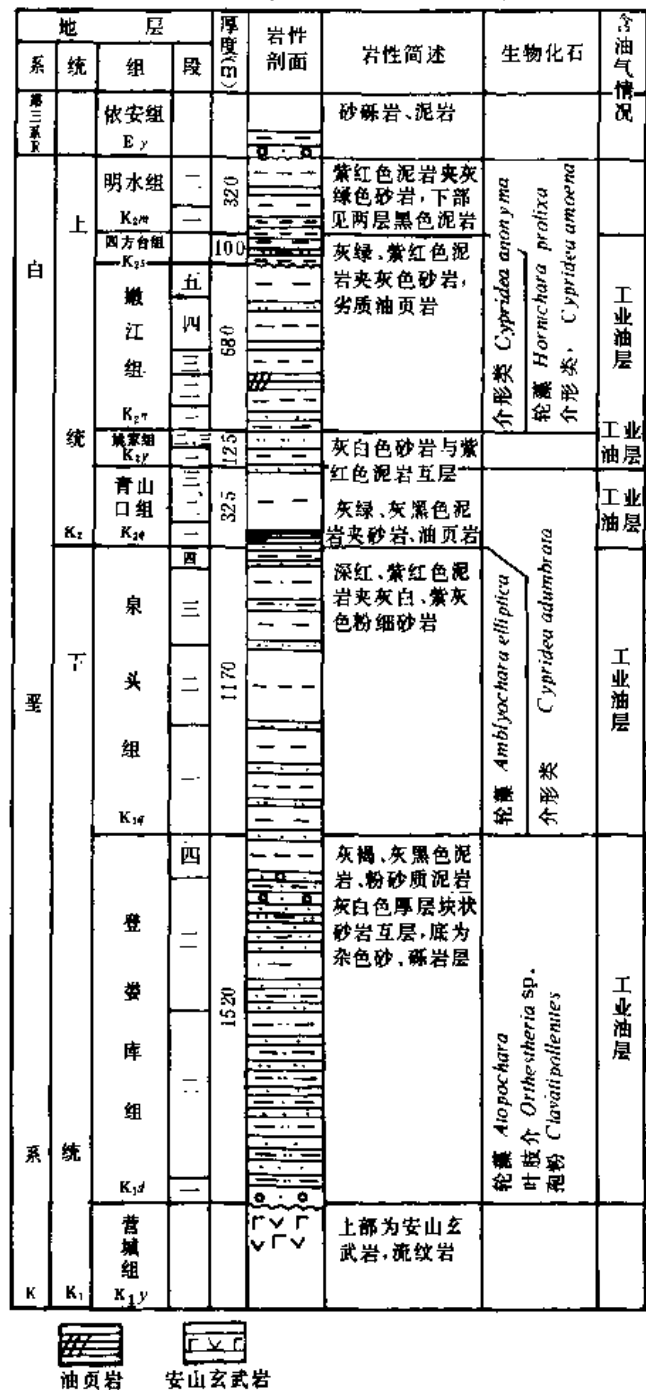 地 层
厚度(m)
岩性剖面
岩性简述
生物化石
含油气情况
系
统
组
段
第三系R
依安组
Ey
砂砾岩、泥岩
白
垩
系
K
上
统
K₂
明水组
K₂m
二
一
320
紫红色泥岩夹灰
绿色砂岩,下部
见两层黑色泥岩
四方台组
K₂s
100
灰绿、紫红色泥
岩夹灰色砂岩,
劣质油页岩
嫩
江
组
五
四
三
二
一
680
介形类 Cypridea anonyma
轮藻 Hornichara prolixa
介形类, Cypridea amoena
工业油层
姚家组
K₂y
125
灰白色砂岩与紫
红色泥岩互层
工业
油层
青山
口组
K₂q
三
二
一
325
灰绿、灰黑色泥
岩夹砂岩、油页岩
工业
油层
下
统
K₁
泉
头
组
K₁q
四
三
二
一
1170
深红、紫红色泥
岩夹灰白、紫灰
色粉细砂岩
轮藻 Amblyochara elliptica
介形类 Cypridea adumbrata
工业油层
登
娄
库
组
K₁d
四
三
二
一
1520
灰褐、灰黑色泥
岩、粉砂质泥岩
灰白色厚层块状
砂岩互层,底为
杂色砂、砾岩层
轮藻 Atopochara
叶肢介 Orthestheria sp.
孢粉 Clavatipollenites
工业油层
营
城
组
K₁y
上部为安山玄
武岩,流纹岩
油页岩
安山玄武岩